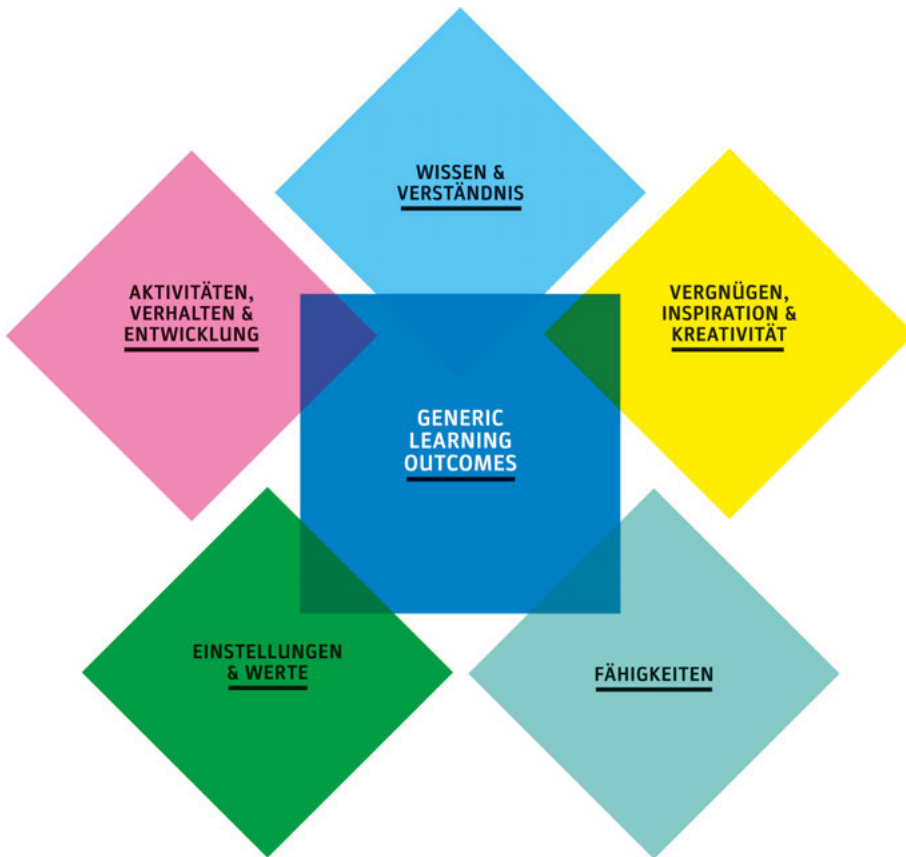 WISSEN &
VERSTÄNDNIS
AKTIVITÄTEN,
VERHALTEN &
ENTWICKLUNG
VERGNÜGEN,
INSPIRATION &
KREATIVITÄT
GENERIC
LEARNING
OUTCOMES
EINSTELLUNGEN
& WERTE
FÄHIGKEITEN